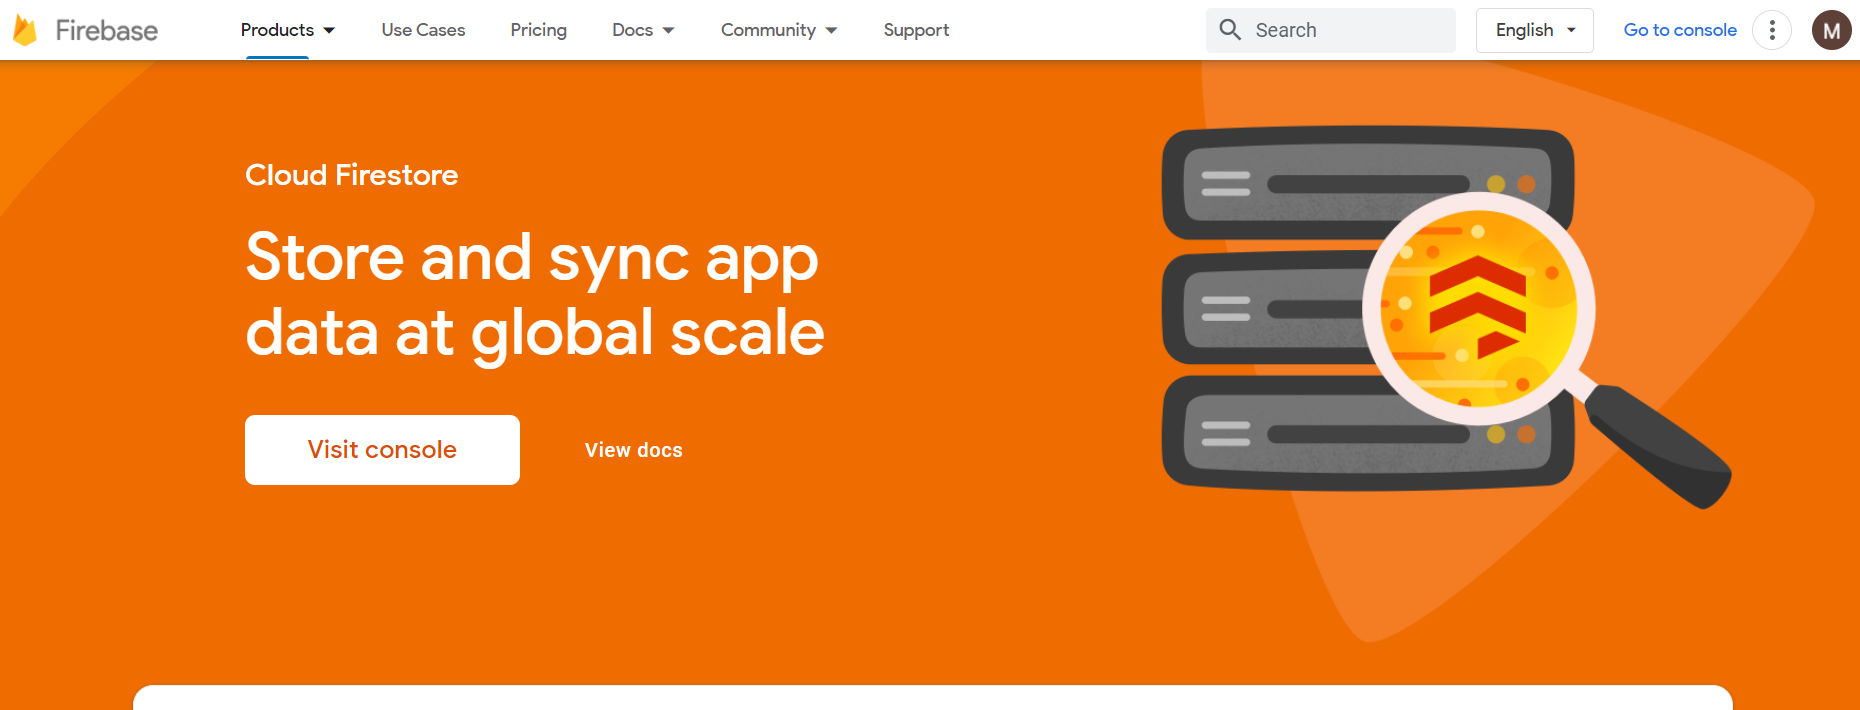 Firebase
Products
Use Cases
Pricing
Docs
Community
Support
Search
English
Go to console
M
Cloud Firestore
Store and sync app
data at global scale
Visit console
View docs